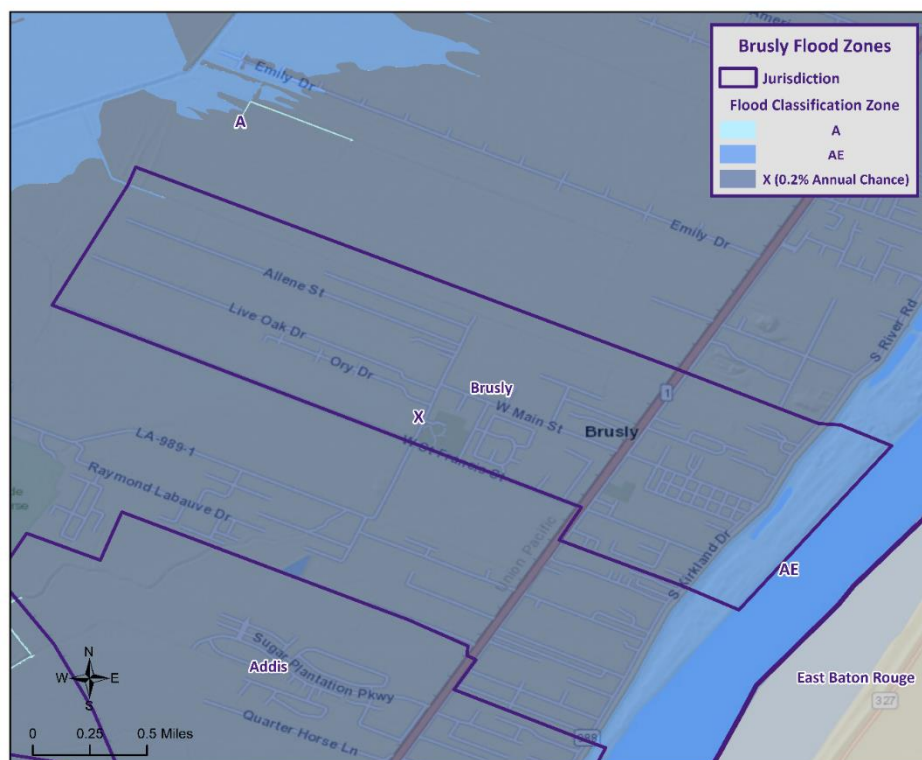 Ameri
Brusly Flood Zones
Jurisdiction
Flood Classification Zone
A
AE
X (0.2% Annual Chance)
Emily Dr
A
Emily Dr
S River Rd
Allene St
Live Oak Dr
Ory Dr
1
Brusly
W Main St
Brusly
X
W St Francis St
LA-989-1
Raymond Labauve Dr
Union Pacific
S Kirkland Dr
AE
Addis
Sugar Plantation Pkwy
East Baton Rouge
327
Quarter Horse Ln
988
N
W E
S
0 0.25 0.5 Miles